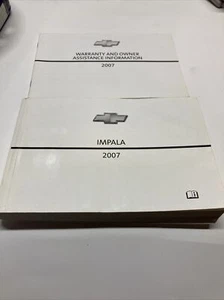 WARRANTY AND OWNER
ASSISTANCE INFORMATION
2007
IMPALA
2007